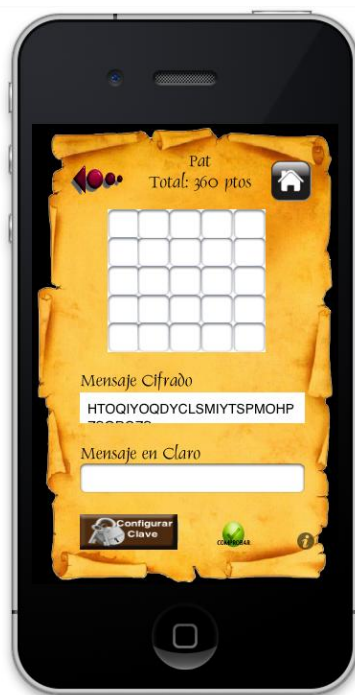 Pat
Total: 360 ptos
Mensaje Cifrado
HTOQIYOQDYCLSMIYTSPMOHP
Mensaje en Claro
Configurar
Clave
COMPROBAR
i